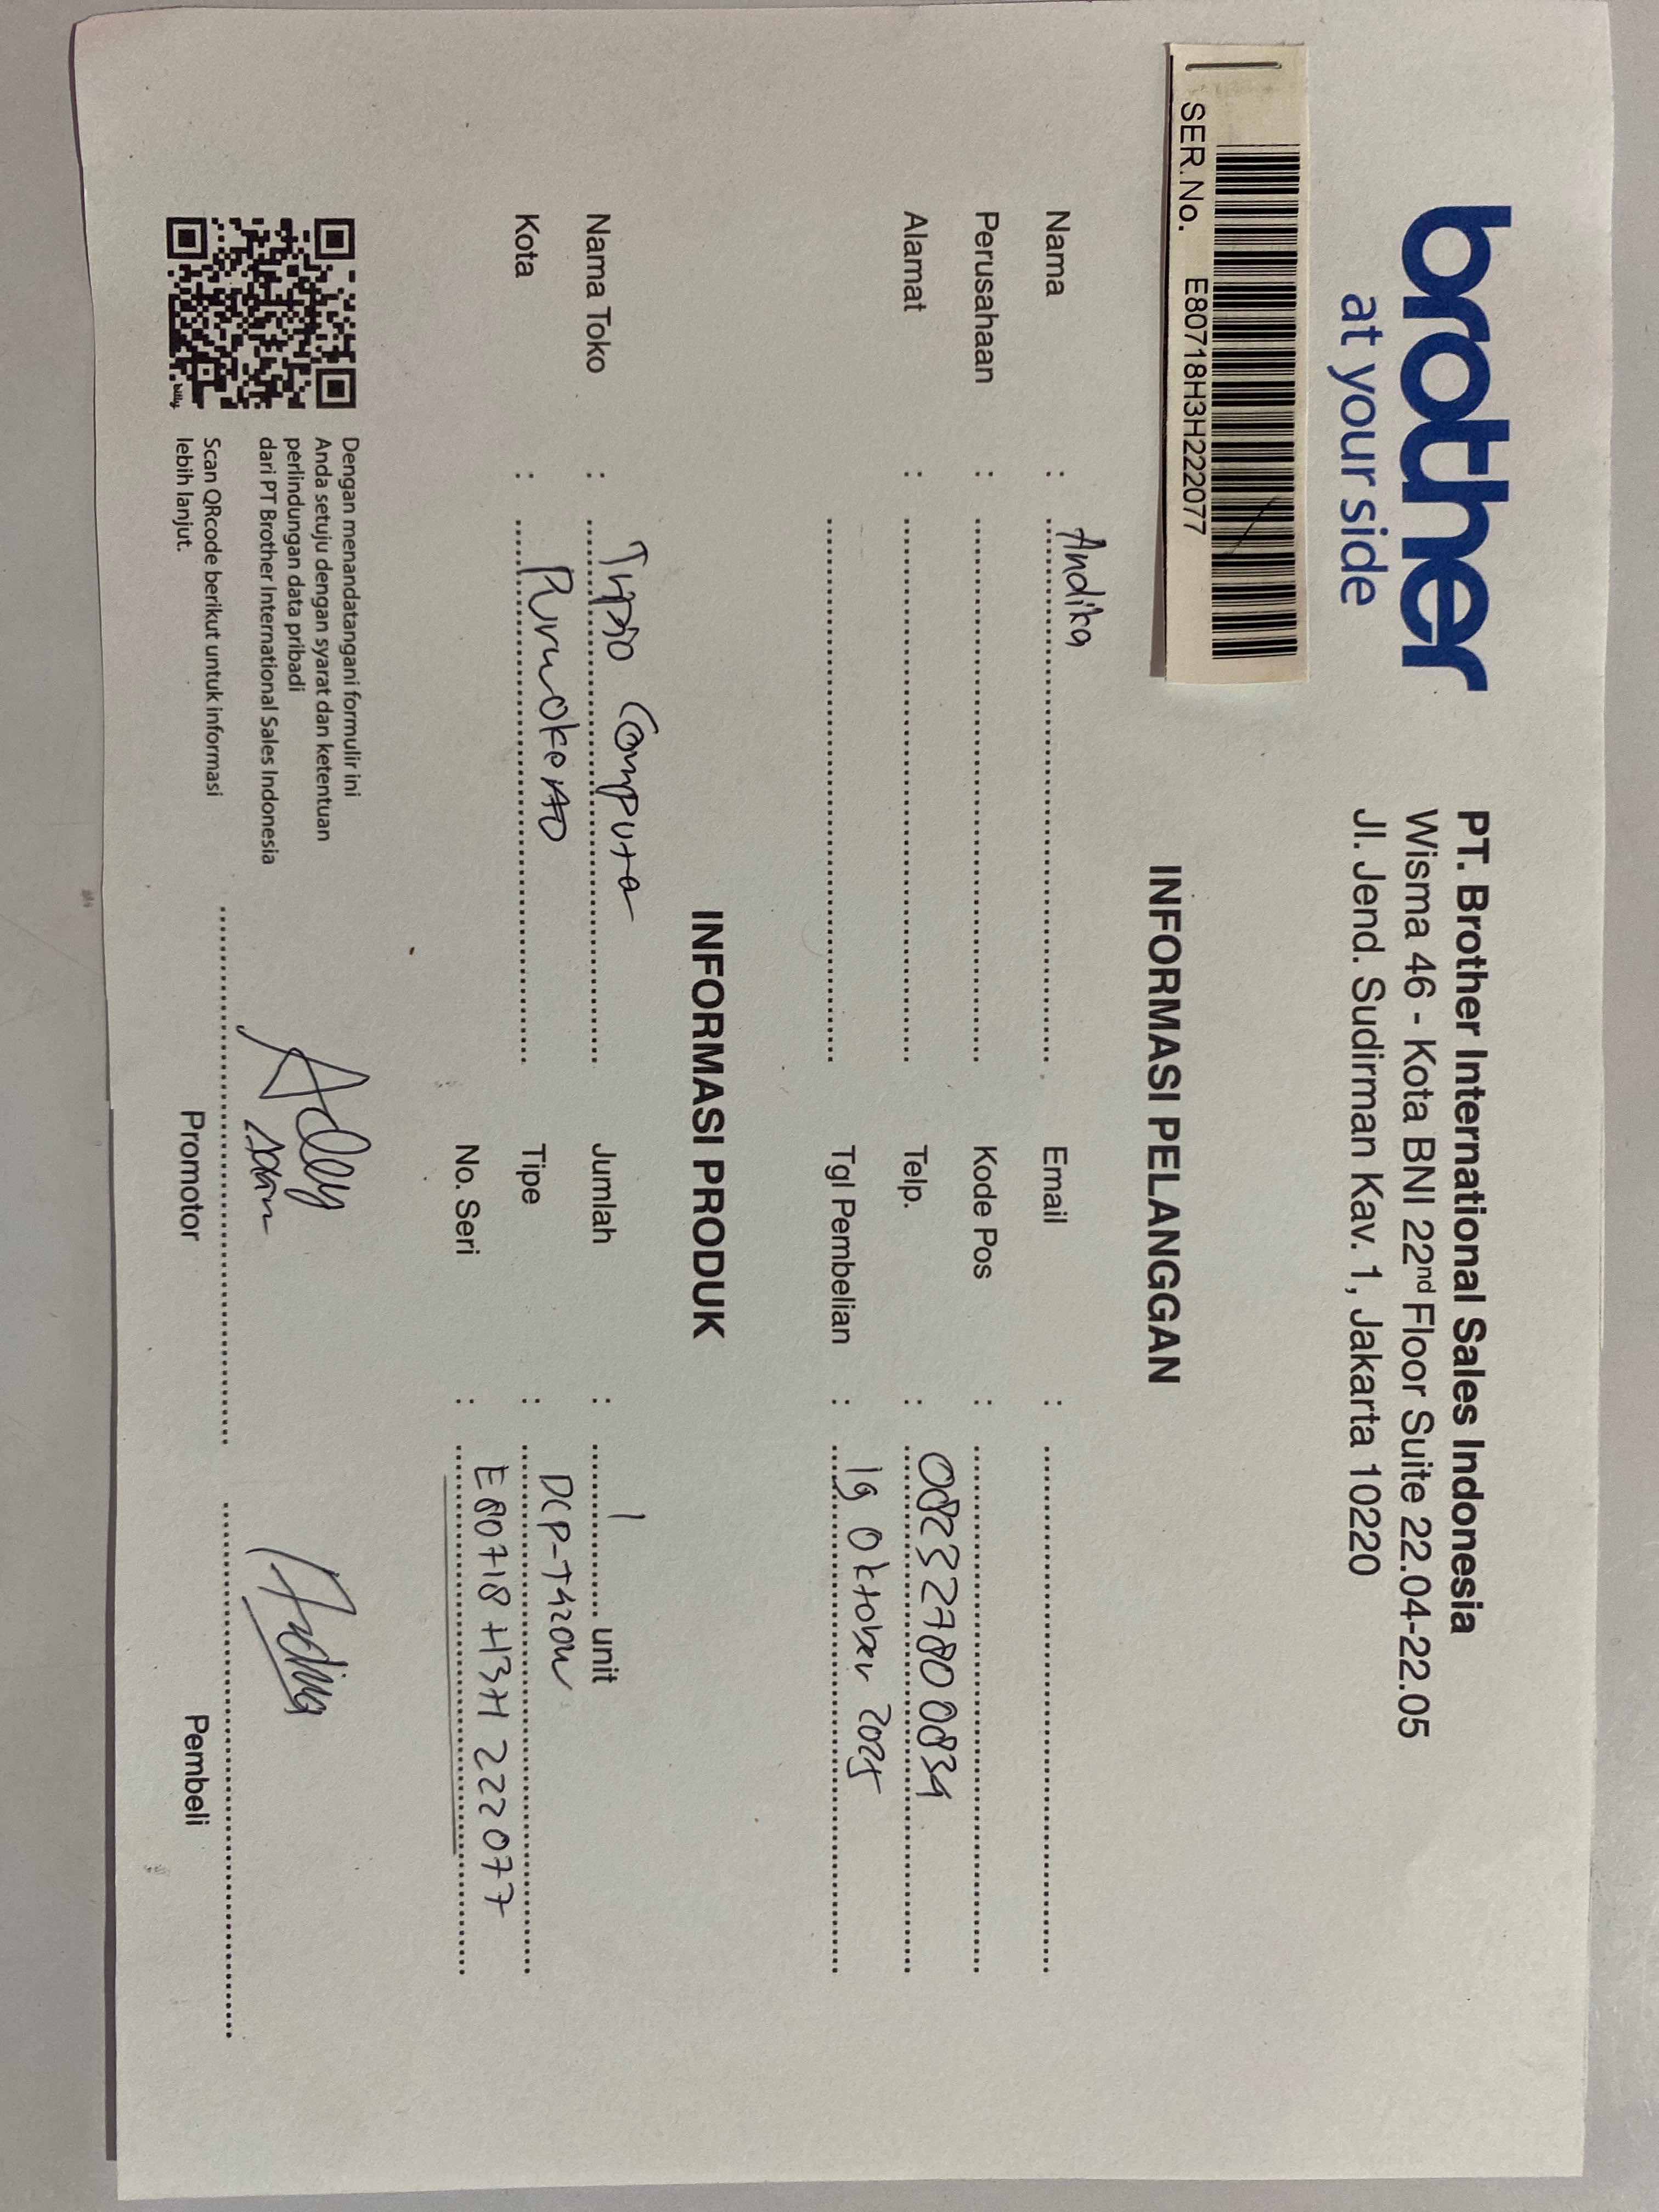 brother
at your side
PT. Brother International Sales Indonesia
Wisma 46 - Kota BNI 22nd Floor Suite 22.04-22.05
Jl. Jend. Sudirman Kav. 1, Jakarta 10220
SER. No. E80718H3H222077
INFORMASI PELANGGAN
Nama : Andika Email :
Perusahaan : Kode Pos :
Alamat : Telp. : 082327800834
Tgl Pembelian : 19 Oktober 2025
INFORMASI PRODUK
Nama Toko : Computer Jumlah : 1 unit
Kota : Purwokerto Tipe : DCP-T420W
No. Seri : E80718H3H222077
Dengan menandatangani formulir ini
Anda setuju dengan syarat dan ketentuan
perlindungan data pribadi
dari PT Brother International Sales Indonesia
Scan QRcode berikut untuk informasi
lebih lanjut.
bitly
Promotor Pembeli